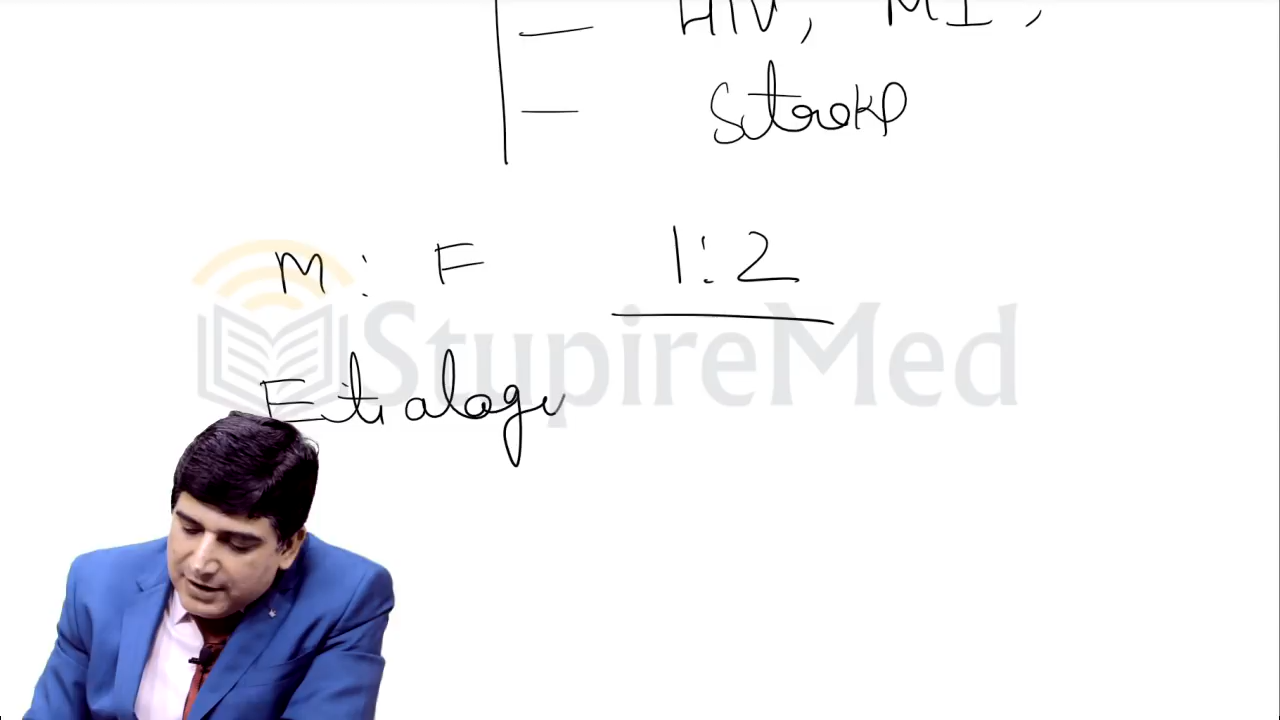 — HIV, MI,
— Stroke
M : F 1:2
StupireMed
Etiology